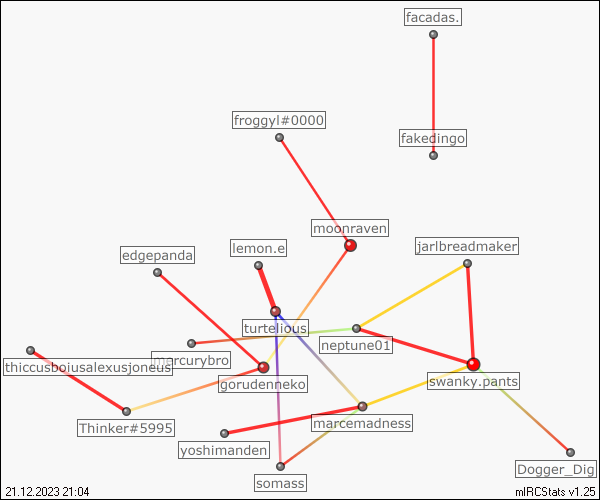 facadas.
froggyl#0000
fakedingo
moonraven
lemon.e
jarlbreadmaker
edgepanda
turtelious
neptune01
marcurybro
thiccusboiusalexusjoneus
gorudenneko
swanky.pants
marcemadness
Thinker#5995
yoshimanden
Dogger_Dig
somass
21.12.2023 21:04
mIRCStats v1.25